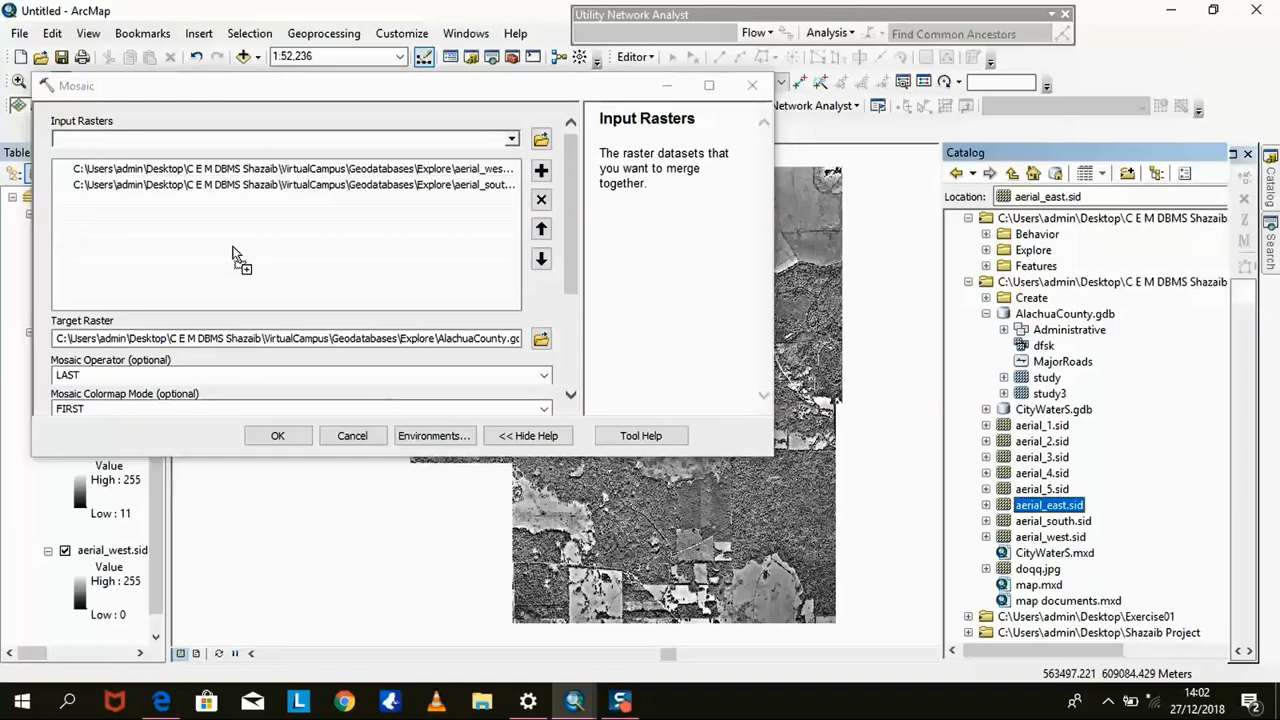 Untitled - ArcMap
File Edit View Bookmarks Insert Selection Geoprocessing Customize Windows Help
Utility Network Analyst
Flow Analysis Find Common Ancestors
1:52,236
Editor
Network Analyst
Mosaic
Input Rasters
C:\Users\admin\Desktop\C E M DBMS Shazaib\VirtualCampus\Geodatabases\Explore\aerial_wes...
C:\Users\admin\Desktop\C E M DBMS Shazaib\VirtualCampus\Geodatabases\Explore\aerial_sout...
Target Raster
C:\Users\admin\Desktop\C E M DBMS Shazaib\VirtualCampus\Geodatabases\Explore\AlachuaCounty.gc
Mosaic Operator (optional)
LAST
Mosaic Colormap Mode (optional)
FIRST
OK Cancel Environments... << Hide Help Tool Help
Input Rasters
The raster datasets that
you want to merge
together.
Table
Value
High : 255
Low : 11
aerial_west.sid
Value
High : 255
Low : 0
Catalog
Location: aerial_east.sid
C:\Users\admin\Desktop\C E M DBMS Shazaib
Behavior
Explore
Features
C:\Users\admin\Desktop\C E M DBMS Shazaib
Create
AlachuaCounty.gdb
Administrative
dfsk
MajorRoads
study
study3
CityWaterS.gdb
aerial_1.sid
aerial_2.sid
aerial_3.sid
aerial_4.sid
aerial_5.sid
aerial_east.sid
aerial_south.sid
aerial_west.sid
CityWaterS.mxd
doqq.jpg
map.mxd
map documents.mxd
C:\Users\admin\Desktop\Exercise01
C:\Users\admin\Desktop\Shazaib Project
Catalog
Search
563497.221 609084.429 Meters
14:02
27/12/2018
2